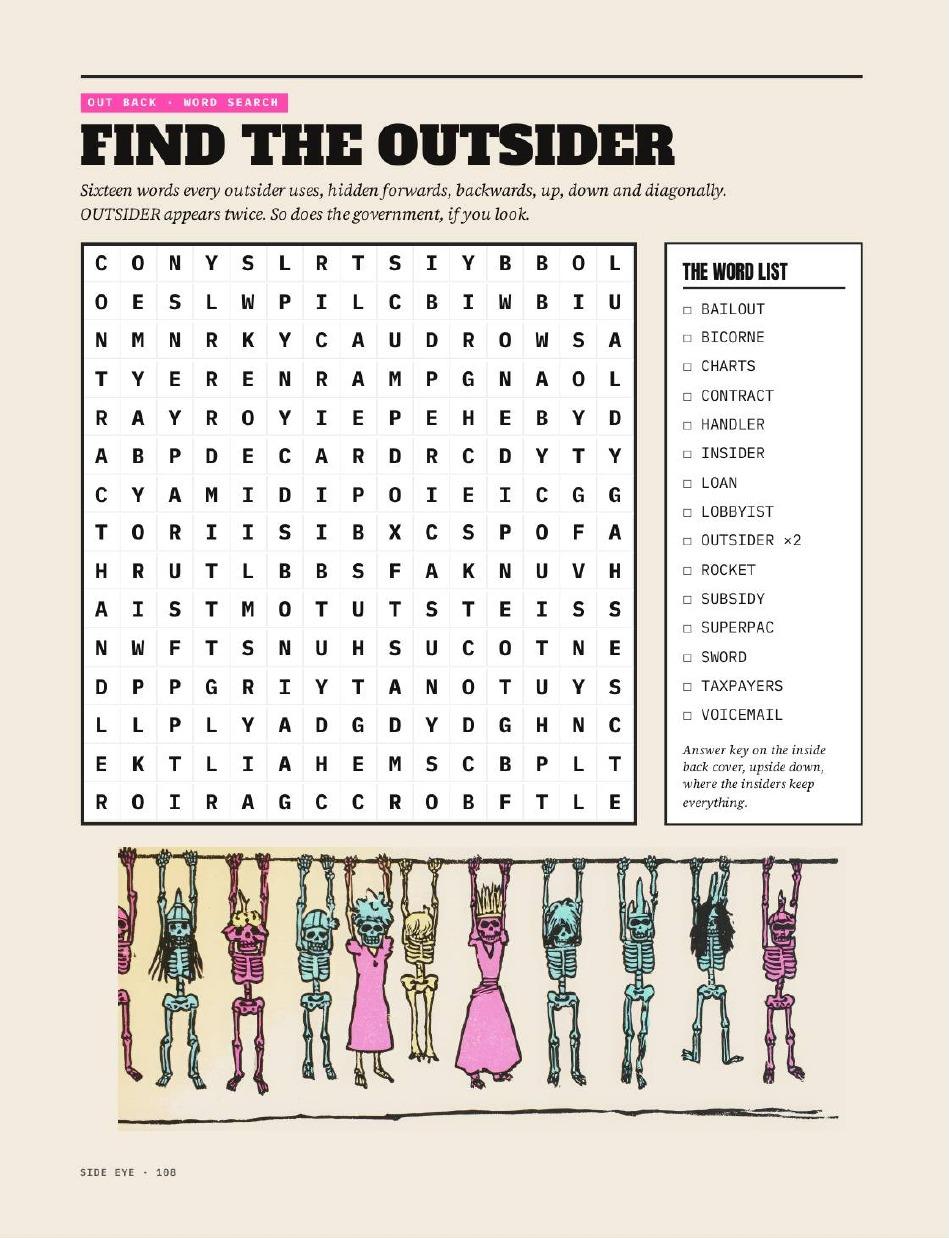 OUT BACK · WORD SEARCH
FIND THE OUTSIDER
Sixteen words every outsider uses, hidden forwards, backwards, up, down and diagonally.
OUTSIDER appears twice. So does the government, if you look.
C O N Y S L R T S I Y B B O L
O E S L W P I L C B I W B I U
N M N R K Y C A U D R O W S A
T Y E R E N R A M P G N A O L
R A Y R O Y I E P E H E B Y D
A B P D E C A R D R C D Y T Y
C Y A M I D I P O I E I C G G
T O R I I S I B X C S P O F A
H R U T L B B S F A K N U V H
A I S T M O T U T S T E I S S
N W F T S N U H S U C O T N E
D P P G R I Y T A N O T U Y S
L L P L Y A D G D Y D G H N C
E K T L I A H E M S C B P L T
R O I R A G C C R O B F T L E
THE WORD LIST
□ BAILOUT
□ BICORNE
□ CHARTS
□ CONTRACT
□ HANDLER
□ INSIDER
□ LOAN
□ LOBBYIST
□ OUTSIDER ×2
□ ROCKET
□ SUBSIDY
□ SUPERPAC
□ SWORD
□ TAXPAYERS
□ VOICEMAIL
Answer key on the inside
back cover, upside down,
where the insiders keep
everything.
SIDE EYE · 108